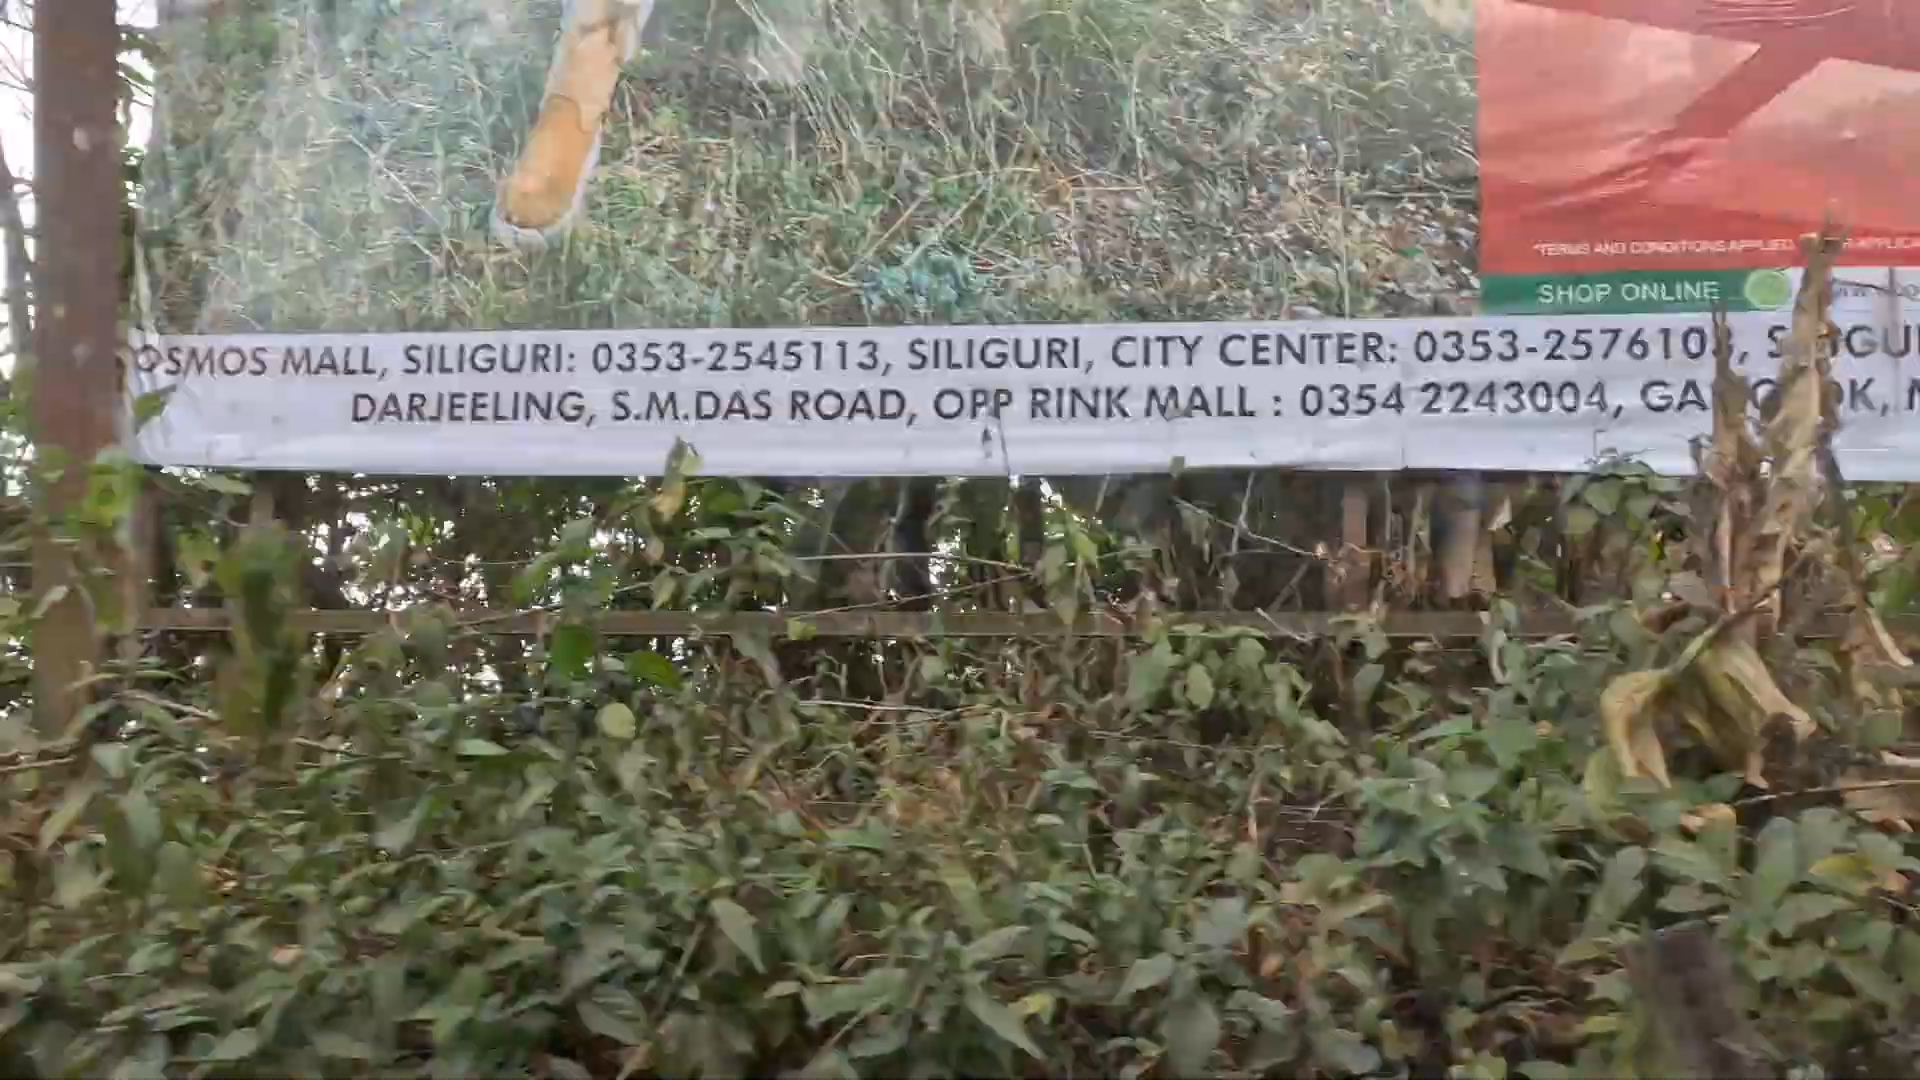 *TERMS AND CONDITIONS APPLIED.
SHOP ONLINE
OSMOS MALL, SILIGURI: 0353-2545113, SILIGURI, CITY CENTER: 0353-2576103,
DARJEELING, S.M.DAS ROAD, OPP RINK MALL : 0354 2243004,